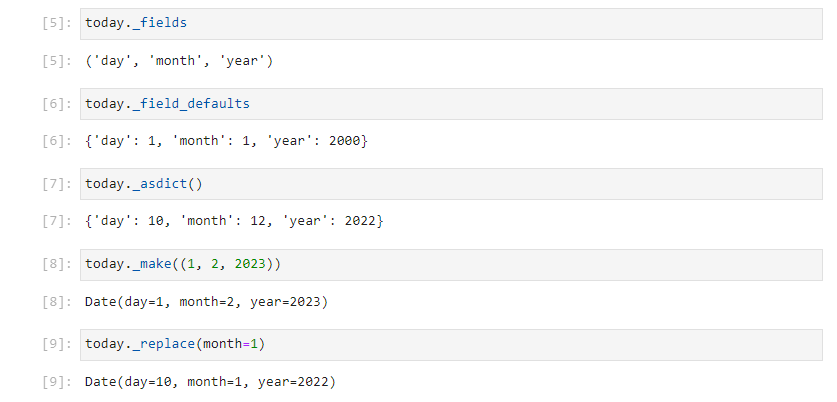 [5]: today._fields
[5]: ('day', 'month', 'year')
[6]: today._field_defaults
[6]: {'day': 1, 'month': 1, 'year': 2000}
[7]: today._asdict()
[7]: {'day': 10, 'month': 12, 'year': 2022}
[8]: today._make((1, 2, 2023))
[8]: Date(day=1, month=2, year=2023)
[9]: today._replace(month=1)
[9]: Date(day=10, month=1, year=2022)